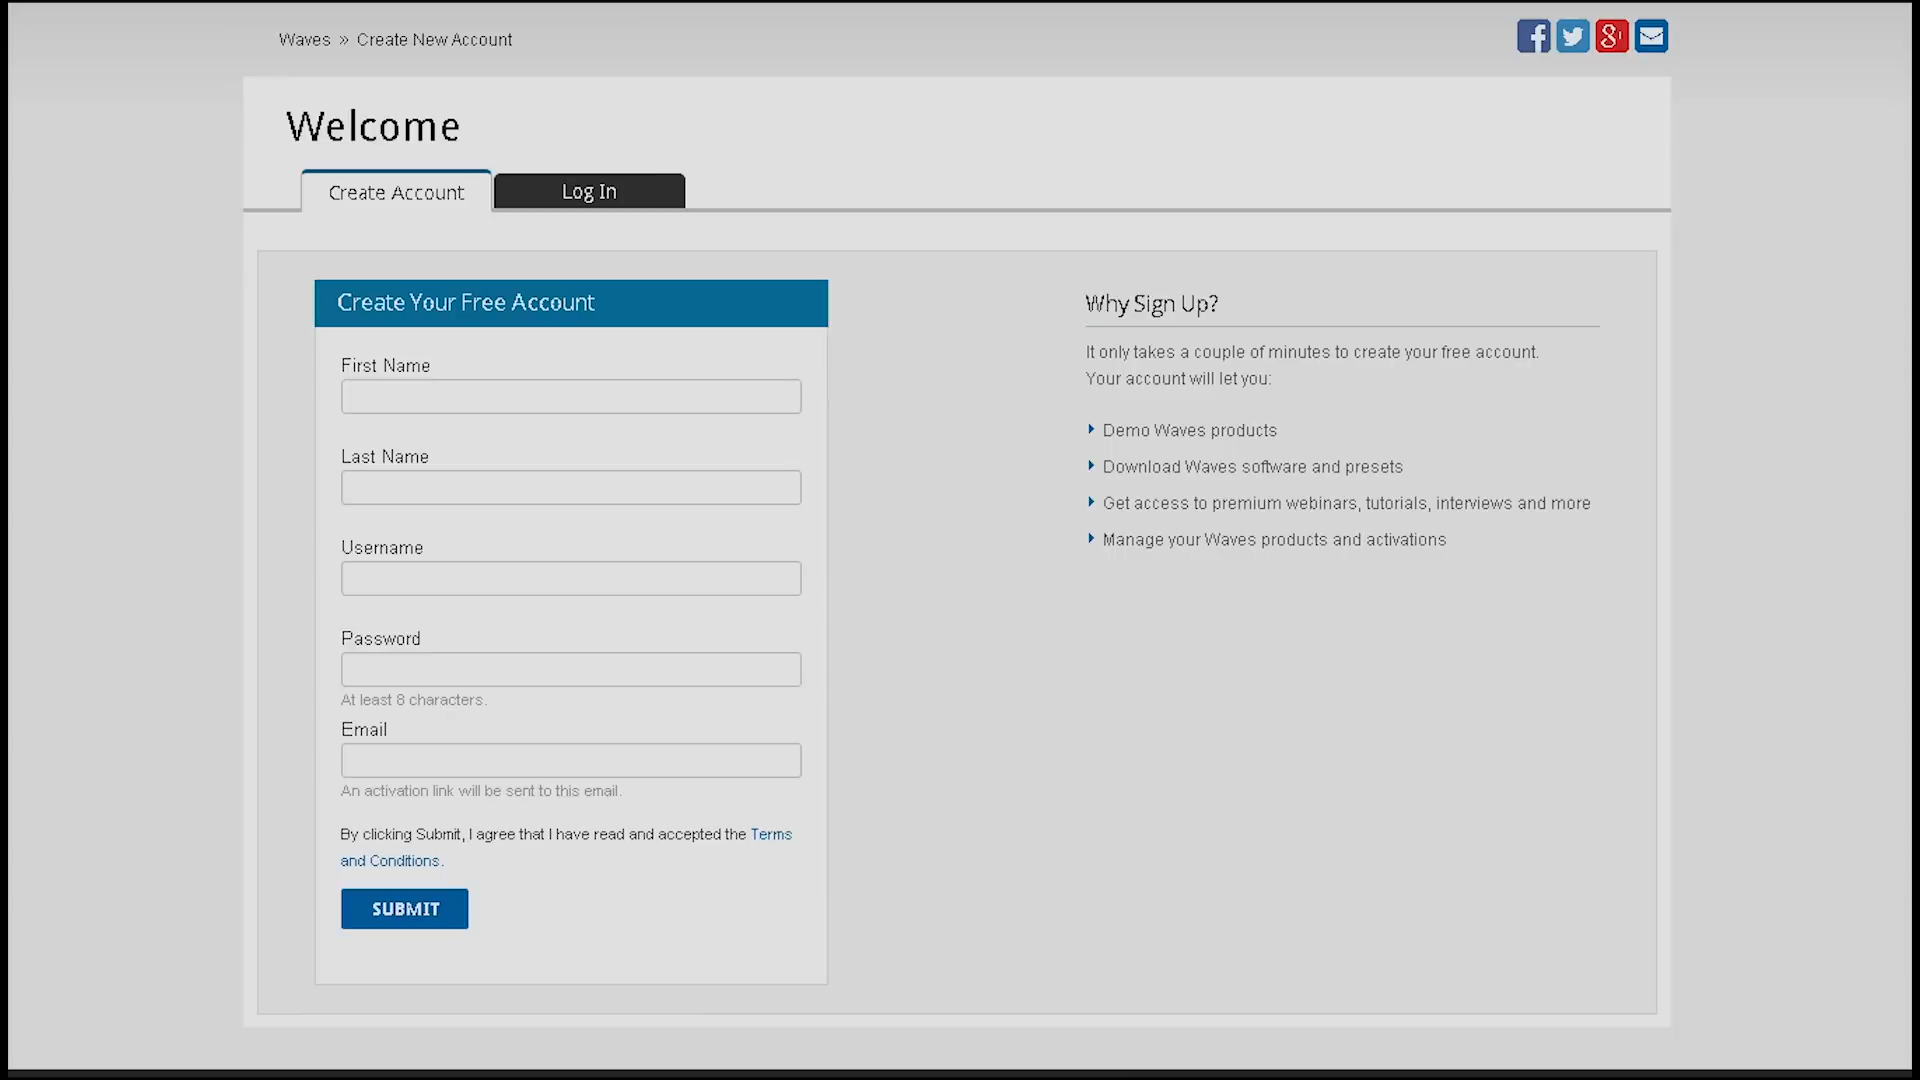 Waves » Create New Account
Welcome
Create Account
Log In
Create Your Free Account
First Name
Last Name
Username
Password
At least 8 characters.
Email
An activation link will be sent to this email.
By clicking Submit, I agree that I have read and accepted the Terms
and Conditions.
SUBMIT
Why Sign Up?
It only takes a couple of minutes to create your free account.
Your account will let you:
Demo Waves products
Download Waves software and presets
Get access to premium webinars, tutorials, interviews and more
Manage your Waves products and activations